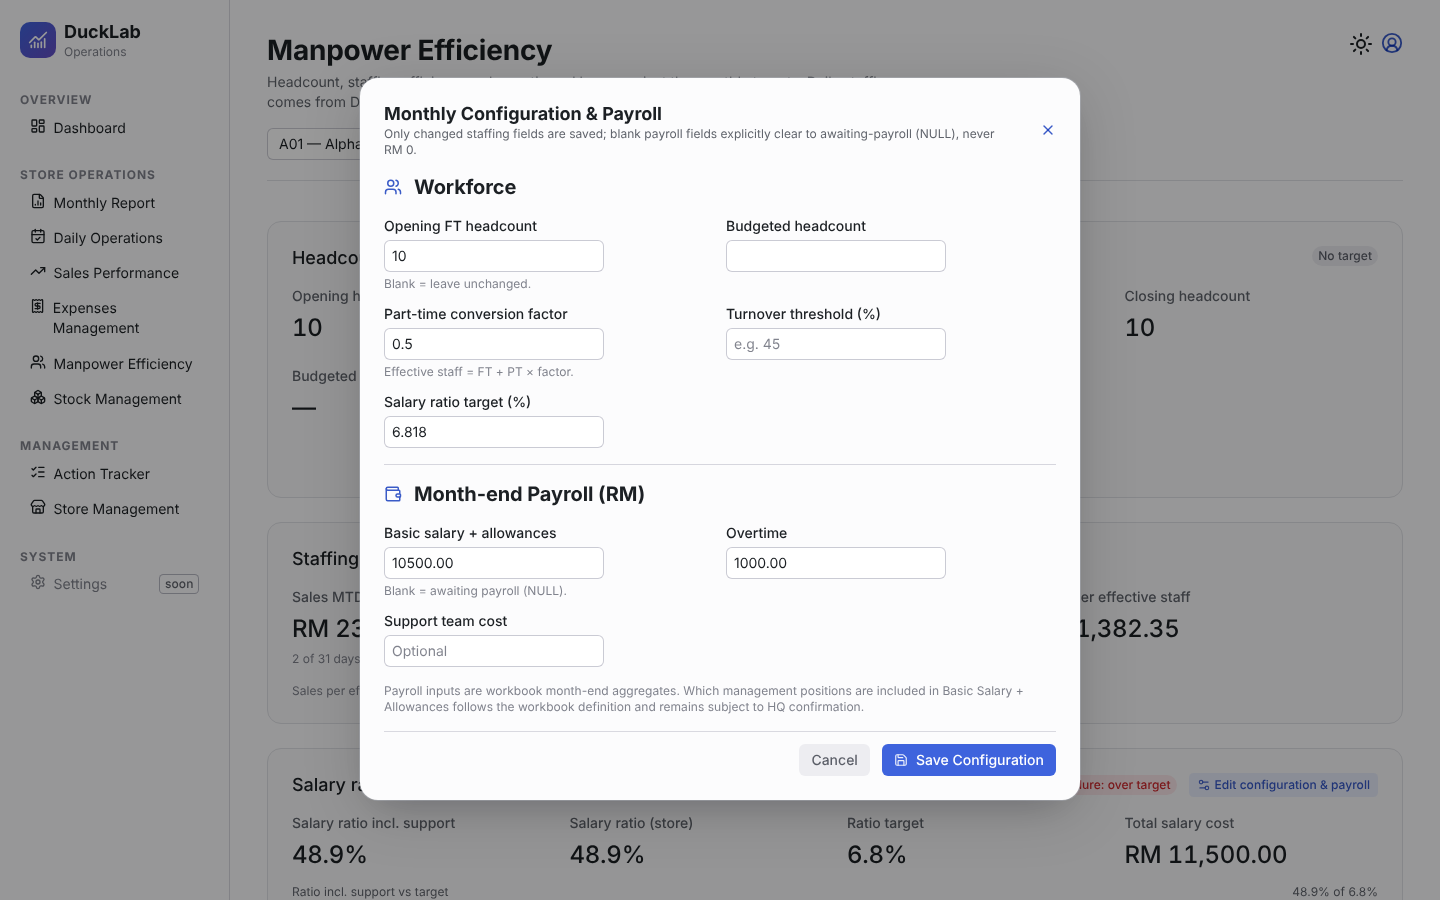 DuckLab
Operations
OVERVIEW
Dashboard
STORE OPERATIONS
Monthly Report
Daily Operations
Sales Performance
Expenses
Management
Manpower Efficiency
Stock Management
MANAGEMENT
Action Tracker
Store Management
SYSTEM
Settings
soon
Manpower Efficiency
Headcount,
comes from
A01 — Alpha
No target
Opening
10
Closing headcount
10
Budgeted
—
Staffing
Sales MTD
RM 23
2 of 31 days
Sales per
effective staff
1,382.35
Monthly Configuration & Payroll
Only changed staffing fields are saved; blank payroll fields explicitly clear to awaiting-payroll (NULL), never
RM 0.
Workforce
Opening FT headcount
10
Blank = leave unchanged.
Budgeted headcount
Part-time conversion factor
0.5
Effective staff = FT + PT × factor.
Turnover threshold (%)
e.g. 45
Salary ratio target (%)
6.818
Month-end Payroll (RM)
Basic salary + allowances
10500.00
Blank = awaiting payroll (NULL).
Overtime
1000.00
Support team cost
Optional
Payroll inputs are workbook month-end aggregates. Which management positions are included in Basic Salary +
Allowances follows the workbook definition and remains subject to HQ confirmation.
Cancel
Save Configuration
Salary
over target
Edit configuration & payroll
Salary ratio incl. support
48.9%
Salary ratio (store)
48.9%
Ratio target
6.8%
Total salary cost
RM 11,500.00
Ratio incl. support vs target
48.9% of 6.8%